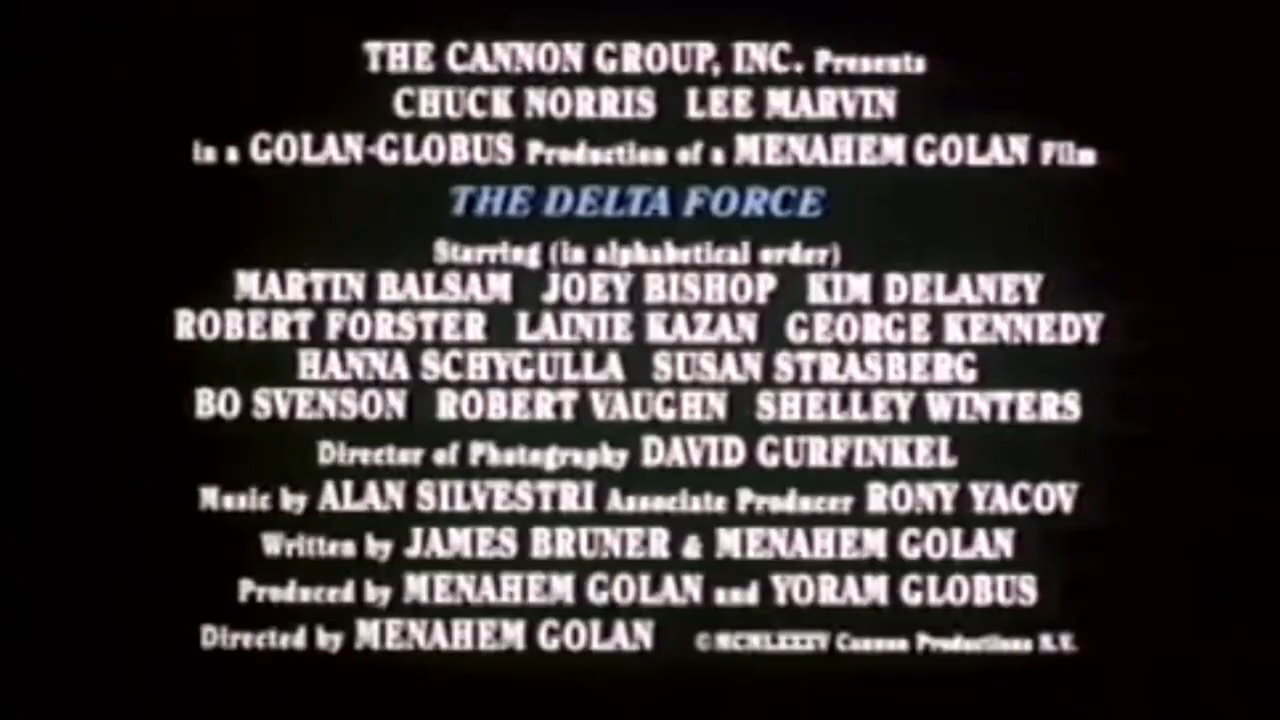 THE CANNON GROUP, INC. Presents
CHUCK NORRIS LEE MARVIN
in a GOLAN-GLOBUS Production of a MENAHEM GOLAN Film
THE DELTA FORCE
Starring (in alphabetical order)
MARTIN BALSAM JOEY BISHOP KIM DELANEY
ROBERT FORSTER LAINIE KAZAN GEORGE KENNEDY
HANNA SCHYGULLA SUSAN STRASBERG
BO SVENSON ROBERT VAUGHN SHELLEY WINTERS
Director of Photography DAVID GURFINKEL
Music by ALAN SILVESTRI Associate Producer RONY YACOV
Written by JAMES BRUNER & MENAHEM GOLAN
Produced by MENAHEM GOLAN and YORAM GLOBUS
Directed by MENAHEM GOLAN ©MCMLXXXV Cannon Productions N.V.